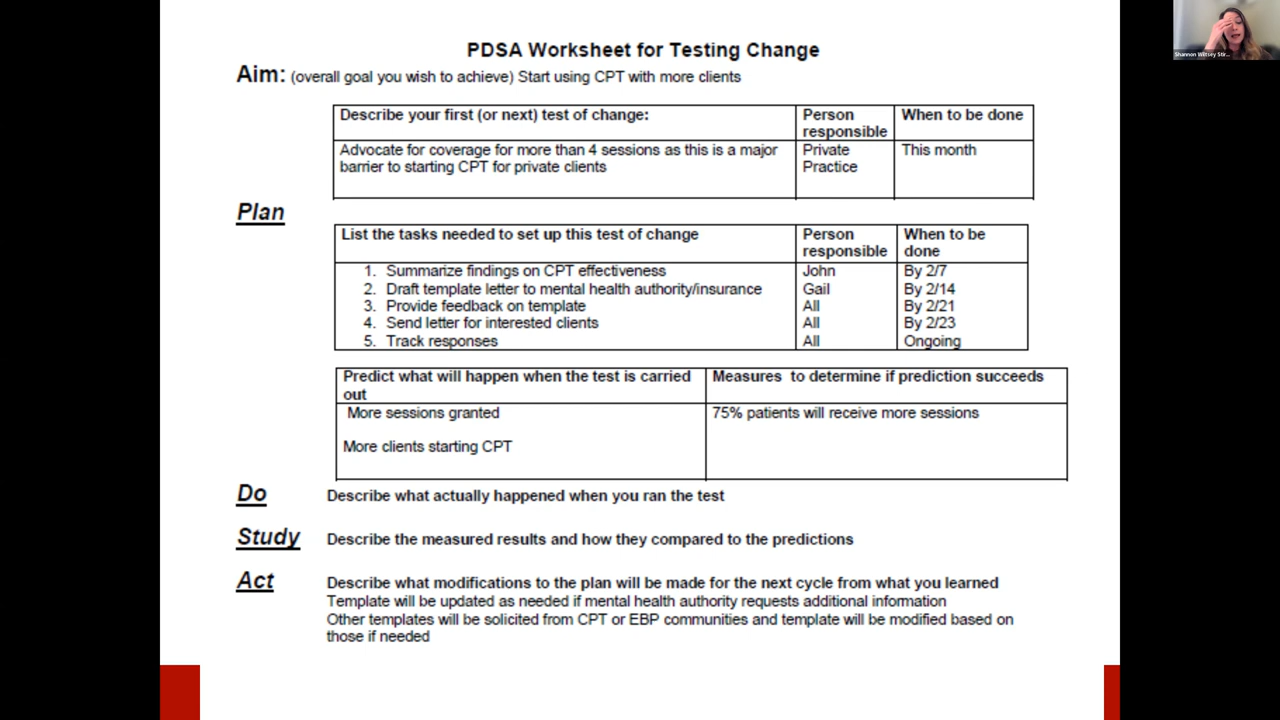 PDSA Worksheet for Testing Change
Aim: (overall goal you wish to achieve) Start using CPT with more clients
Describe your first (or next) test of change:
Person responsible
When to be done
Advocate for coverage for more than 4 sessions as this is a major
barrier to starting CPT for private clients
Private
Practice
This month
Plan
List the tasks needed to set up this test of change
Person
responsible
When to be
done
1. Summarize findings on CPT effectiveness John By 2/7
2. Draft template letter to mental health authority/insurance Gail By 2/14
3. Provide feedback on template All By 2/21
4. Send letter for interested clients All By 2/23
5. Track responses All Ongoing
Predict what will happen when the test is carried
out
Measures to determine if prediction succeeds
More sessions granted
More clients starting CPT
75% patients will receive more sessions
Do Describe what actually happened when you ran the test
Study Describe the measured results and how they compared to the predictions
Act Describe what modifications to the plan will be made for the next cycle from what you learned
Template will be updated as needed if mental health authority requests additional information
Other templates will be solicited from CPT or EBP communities and template will be modified based on
those if needed
Shannon Wiltsey Stir...